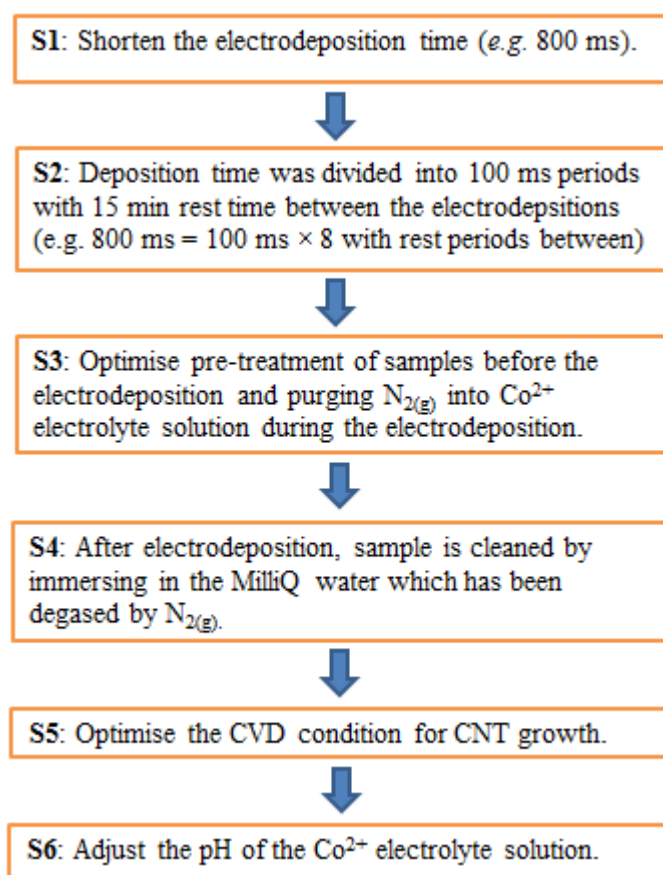 S1: Shorten the electrodeposition time (e.g. 800 ms).
S2: Deposition time was divided into 100 ms periods
with 15 min rest time between the electrodepsitions
(e.g. 800 ms = 100 ms × 8 with rest periods between)
S3: Optimise pre-treatment of samples before the
electrodeposition and purging N₂₍g₎ into Co²⁺
electrolyte solution during the electrodeposition.
S4: After electrodeposition, sample is cleaned by
immersing in the MilliQ water which has been
degased by N₂₍g₎.
S5: Optimise the CVD condition for CNT growth.
S6: Adjust the pH of the Co²⁺ electrolyte solution.